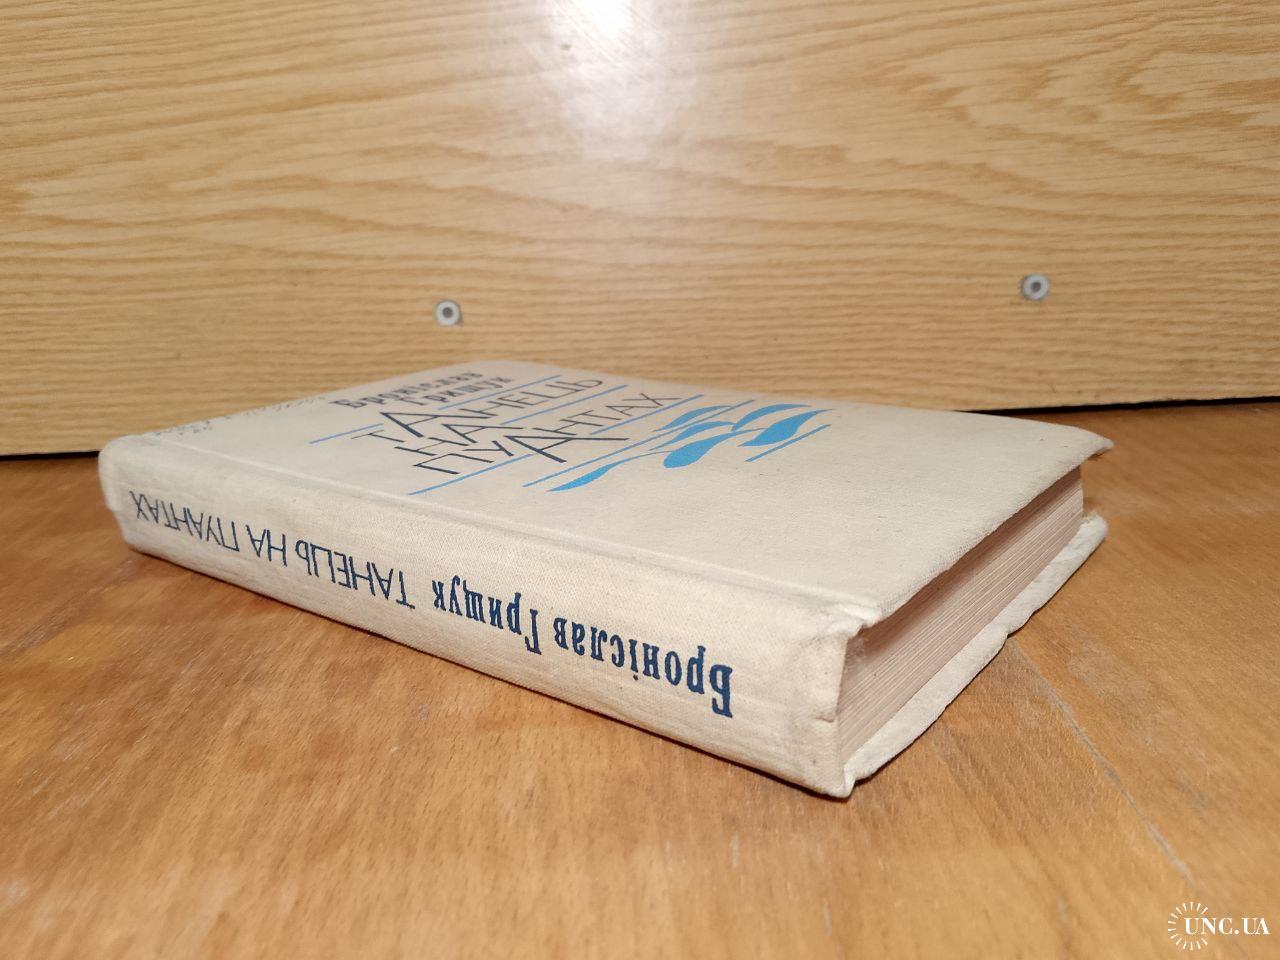 Броніслав
Грищук
ТАНЕЦЬ
НА
ПУАНТАХ
Броніслав Грищук ТАНЕЦЬ НА ПУАНТАХ
UNC.UA